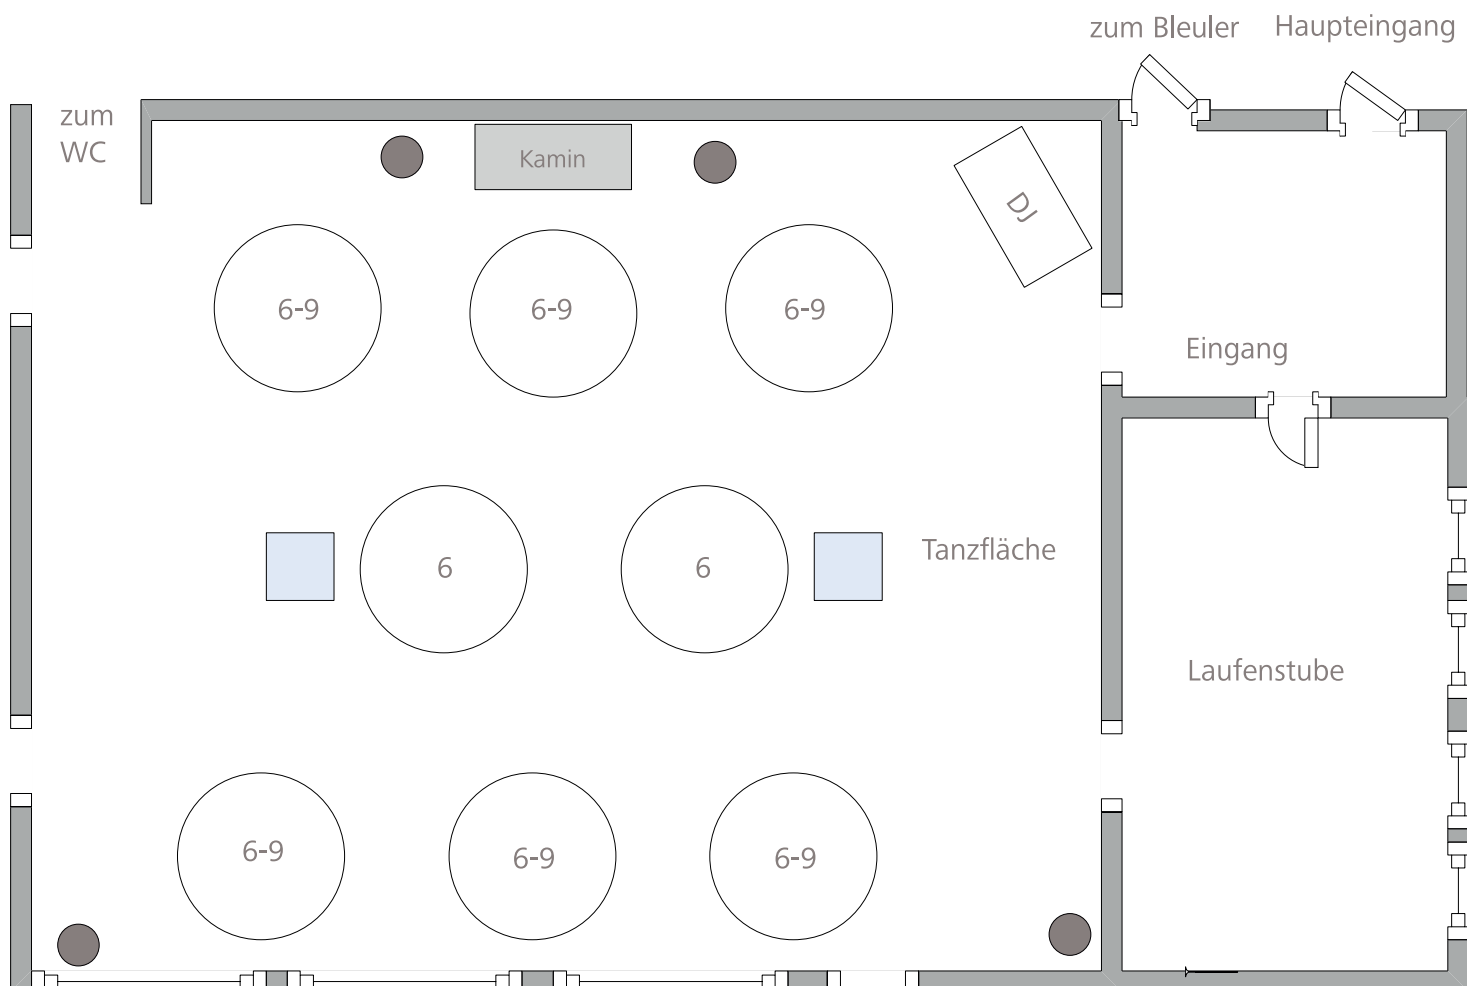 zum Bleuler
Haupteingang
zum
WC
Kamin
DJ
6-9
6-9
6-9
Eingang
6
6
Tanzfläche
Laufenstube
6-9
6-9
6-9